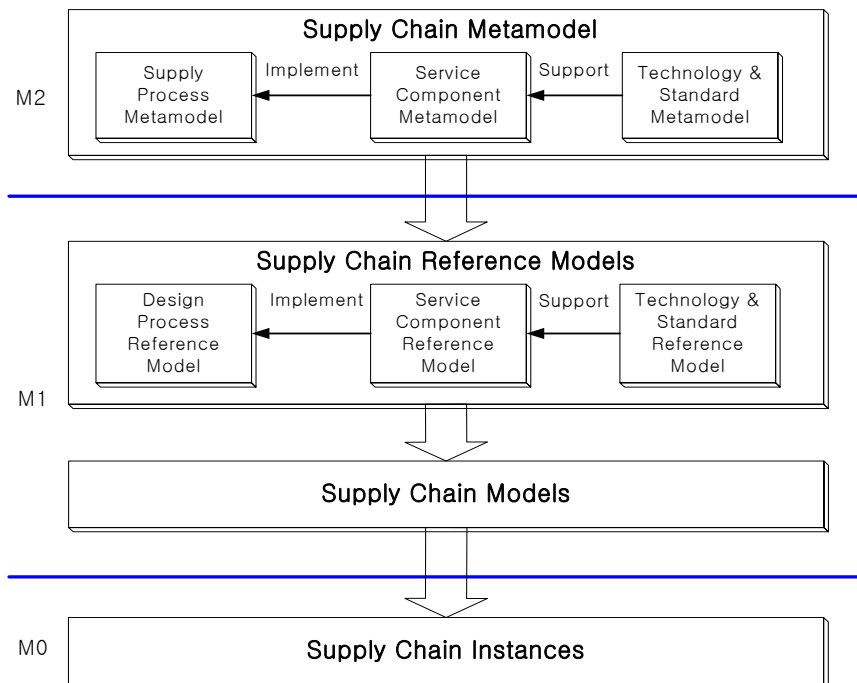 Supply Chain Metamodel
M2
Supply
Process
Metamodel
Implement
Service
Component
Metamodel
Support
Technology &
Standard
Metamodel
Supply Chain Reference Models
M1
Design
Process
Reference
Model
Implement
Service
Component
Reference
Model
Support
Technology &
Standard
Reference
Model
Supply Chain Models
M0
Supply Chain Instances